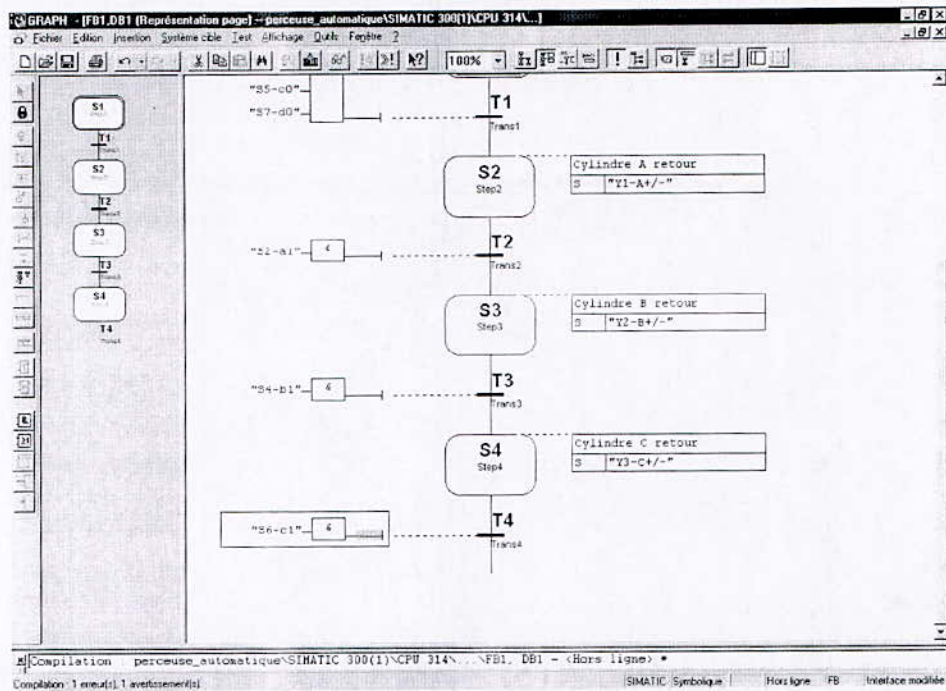 GRAPH - [FB1,DB1 (Représentation page) -- perceuse_automatique\SIMATIC 300(1)\CPU 314\...]
Fichier Edition Insertion Système cible Test Affichage Outils Fenêtre ?
100%
S1
T1
S2
T2
S3
T3
S4
T4
"S5-c0"
"S7-d0"
T1
Trans1
S2
Step2
Cylindre A retour
S "Y1-A+/-"
"S2-a1" &
T2
Trans2
S3
Step3
Cylindre B retour
S "Y2-B+/-"
"S4-b1" &
T3
Trans3
S4
Step4
Cylindre C retour
S "Y3-C+/-"
"S6-c1" &
T4
Trans4
Compilation : perceuse_automatique\SIMATIC 300(1)\CPU 314\...\FB1, DB1 - <Hors ligne> *
Compilation : 1 erreur(s), 1 avertissement(s) SIMATIC Symbolique Hors ligne FB Interface modifiée